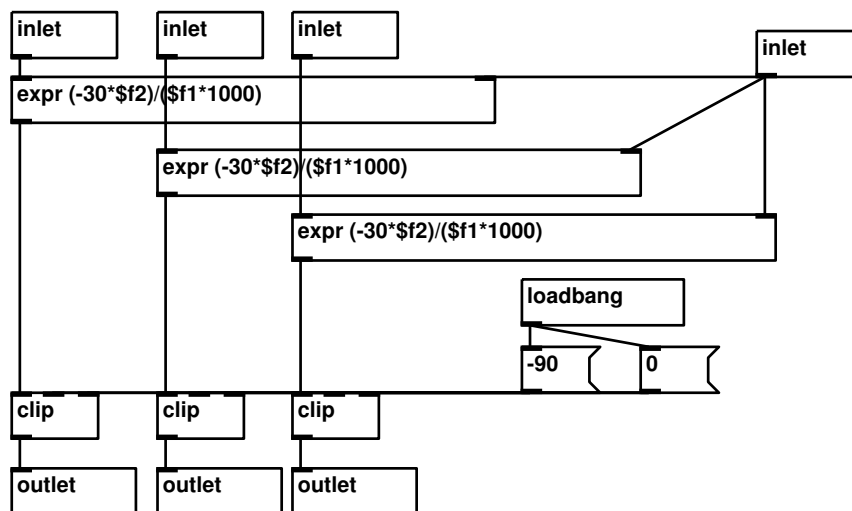 inlet
inlet
inlet
inlet
expr (-30*$f2)/($f1*1000)
expr (-30*$f2)/($f1*1000)
expr (-30*$f2)/($f1*1000)
loadbang
-90
0
clip
clip
clip
outlet
outlet
outlet